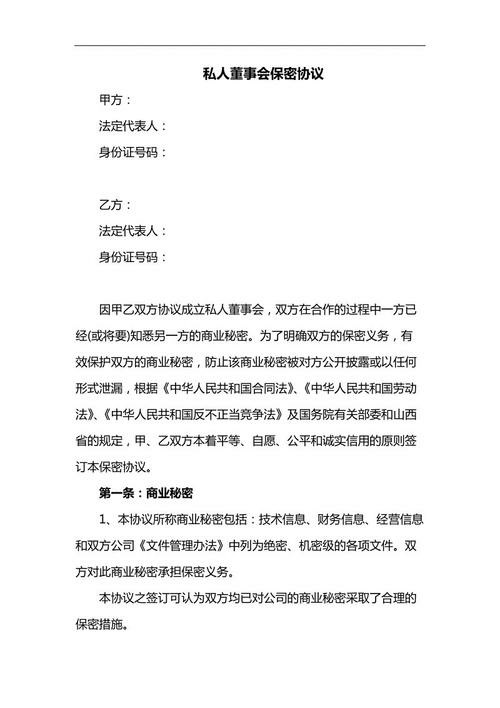 私人董事会保密协议
甲方：
法定代表人：
身份证号码：
乙方：
法定代表人：
身份证号码：
因甲乙双方协议成立私人董事会，双方在合作的过程中一方已
经(或将要)知悉另一方的商业秘密。为了明确双方的保密义务，有
效保护双方的商业秘密，防止该商业秘密被对方公开披露或以任何
形式泄漏，根据《中华人民共和国合同法》、《中华人民共和国劳动
法》、《中华人民共和国反不正当竞争法》及国务院有关部委和山西
省的规定，甲、乙双方本着平等、自愿、公平和诚实信用的原则签
订本保密协议。
第一条：商业秘密
1、本协议所称商业秘密包括：技术信息、财务信息、经营信息
和双方公司《文件管理办法》中列为绝密、机密级的各项文件。双
方对此商业秘密承担保密义务。
本协议之签订可认为双方均已对公司的商业秘密采取了合理的
保密措施。